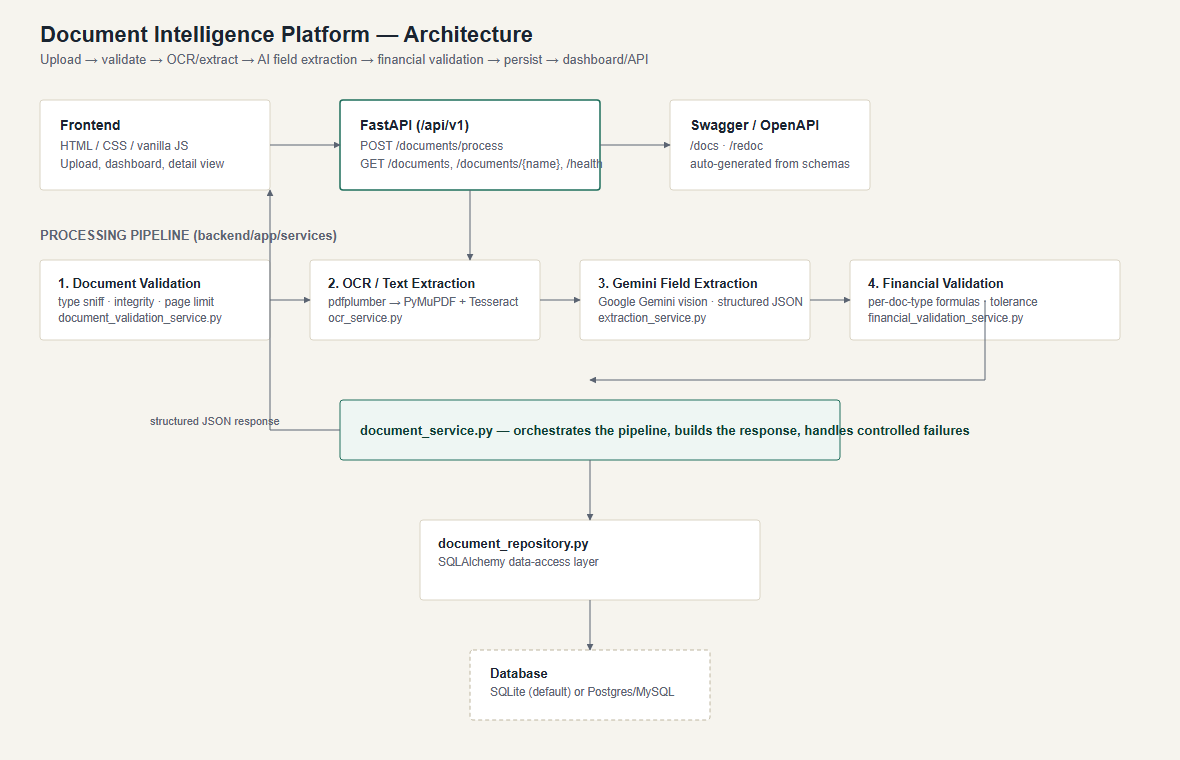 Document Intelligence Platform — Architecture
Upload → validate → OCR/extract → AI field extraction → financial validation → persist → dashboard/API
Frontend
HTML / CSS / vanilla JS
Upload, dashboard, detail view
FastAPI (/api/v1)
POST /documents/process
GET /documents, /documents/{name}, /health
Swagger / OpenAPI
/docs · /redoc
auto-generated from schemas
PROCESSING PIPELINE (backend/app/services)
1. Document Validation
type sniff · integrity · page limit
document_validation_service.py
2. OCR / Text Extraction
pdfplumber → PyMuPDF + Tesseract
ocr_service.py
3. Gemini Field Extraction
Google Gemini vision · structured JSON
extraction_service.py
4. Financial Validation
per-doc-type formulas · tolerance
financial_validation_service.py
structured JSON response
document_service.py — orchestrates the pipeline, builds the response, handles controlled failures
document_repository.py
SQLAlchemy data-access layer
Database
SQLite (default) or Postgres/MySQL